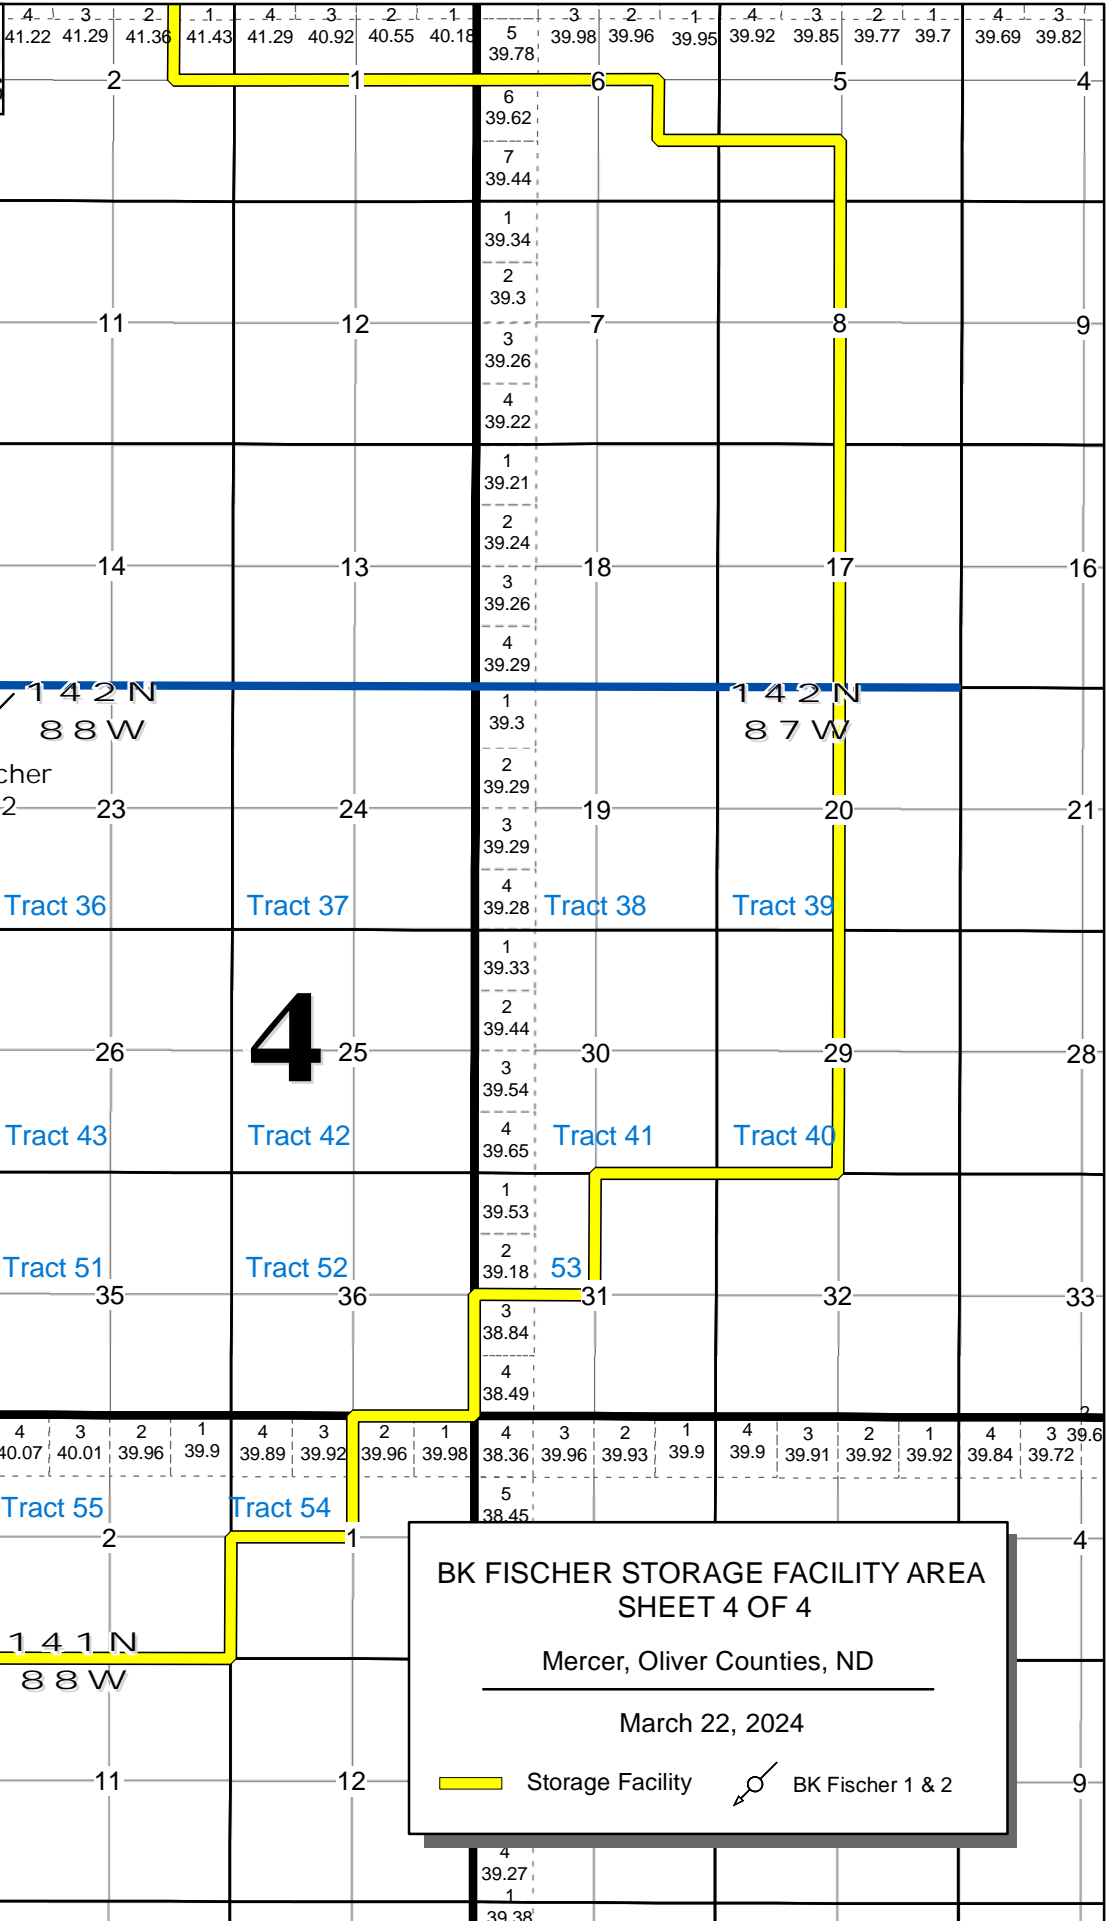 4 3 2 1 4 3 2 1 3 2 1 4 3 2 1 4 3
41.22 41.29 41.36 41.43 41.29 40.92 40.55 40.18 5 39.98 39.96 39.95 39.92 39.85 39.77 39.7 39.69 39.82
39.78
2 1 6 5 4
6
39.62
7
39.44
1
39.34
2
39.3
11 12 7 8 9
3
39.26
4
39.22
1
39.21
2
39.24
14 13 18 17 16
3
39.26
4
39.29
142N 142N
88W 87W
1
39.3
cher
2
39.29
2 23 24 19 20 21
3
39.29
4
39.28
Tract 36 Tract 37 Tract 38 Tract 39
1
39.33
2
39.44
4
26 25 30 29 28
3
39.54
4
39.65
Tract 43 Tract 42 Tract 41 Tract 40
1
39.53
2
39.18
Tract 51 Tract 52 53
35 36 31 32 33
3
38.84
4
38.49
2
4 3 2 1 4 3 2 1 4 3 2 1 4 3 2 1 4 3 39.6
40.07 40.01 39.96 39.9 39.89 39.92 39.96 39.98 38.36 39.96 39.93 39.9 39.9 39.91 39.92 39.92 39.84 39.72
5
38.45
Tract 55 Tract 54
2 1 4
141N
88W
11 12 9
BK FISCHER STORAGE FACILITY AREA
SHEET 4 OF 4
Mercer, Oliver Counties, ND
March 22, 2024
Storage Facility BK Fischer 1 & 2
4
39.27
1
39.38